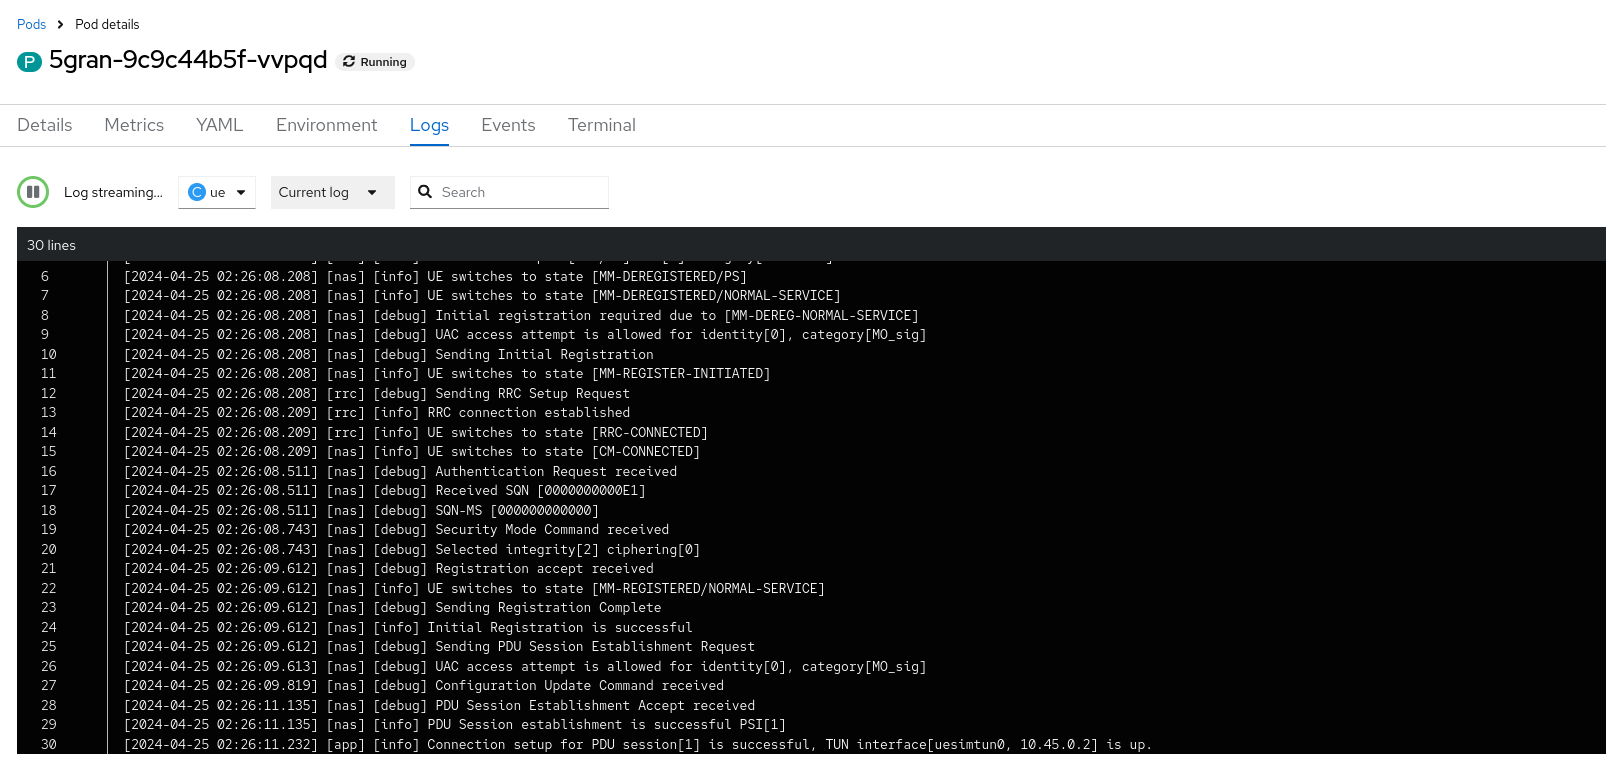 Pods > Pod details
P 5gran-9c9c44b5f-vvpqd Running
Details Metrics YAML Environment Logs Events Terminal
Log streaming... C ue Current log Search
30 lines
6 [2024-04-25 02:26:08.208] [nas] [info] UE switches to state [MM-DEREGISTERED/PS]
7 [2024-04-25 02:26:08.208] [nas] [info] UE switches to state [MM-DEREGISTERED/NORMAL-SERVICE]
8 [2024-04-25 02:26:08.208] [nas] [debug] Initial registration required due to [MM-DEREG-NORMAL-SERVICE]
9 [2024-04-25 02:26:08.208] [nas] [debug] UAC access attempt is allowed for identity[0], category[MO_sig]
10 [2024-04-25 02:26:08.208] [nas] [debug] Sending Initial Registration
11 [2024-04-25 02:26:08.208] [nas] [info] UE switches to state [MM-REGISTER-INITIATED]
12 [2024-04-25 02:26:08.208] [rrc] [debug] Sending RRC Setup Request
13 [2024-04-25 02:26:08.209] [rrc] [info] RRC connection established
14 [2024-04-25 02:26:08.209] [rrc] [info] UE switches to state [RRC-CONNECTED]
15 [2024-04-25 02:26:08.209] [nas] [info] UE switches to state [CM-CONNECTED]
16 [2024-04-25 02:26:08.511] [nas] [debug] Authentication Request received
17 [2024-04-25 02:26:08.511] [nas] [debug] Received SQN [0000000000E1]
18 [2024-04-25 02:26:08.511] [nas] [debug] SQN-MS [000000000000]
19 [2024-04-25 02:26:08.743] [nas] [debug] Security Mode Command received
20 [2024-04-25 02:26:08.743] [nas] [debug] Selected integrity[2] ciphering[0]
21 [2024-04-25 02:26:09.612] [nas] [debug] Registration accept received
22 [2024-04-25 02:26:09.612] [nas] [info] UE switches to state [MM-REGISTERED/NORMAL-SERVICE]
23 [2024-04-25 02:26:09.612] [nas] [debug] Sending Registration Complete
24 [2024-04-25 02:26:09.612] [nas] [info] Initial Registration is successful
25 [2024-04-25 02:26:09.612] [nas] [debug] Sending PDU Session Establishment Request
26 [2024-04-25 02:26:09.613] [nas] [debug] UAC access attempt is allowed for identity[0], category[MO_sig]
27 [2024-04-25 02:26:09.819] [nas] [debug] Configuration Update Command received
28 [2024-04-25 02:26:11.135] [nas] [debug] PDU Session Establishment Accept received
29 [2024-04-25 02:26:11.135] [nas] [info] PDU Session establishment is successful PSI[1]
30 [2024-04-25 02:26:11.232] [app] [info] Connection setup for PDU session[1] is successful, TUN interface[uesimtun0, 10.45.0.2] is up.